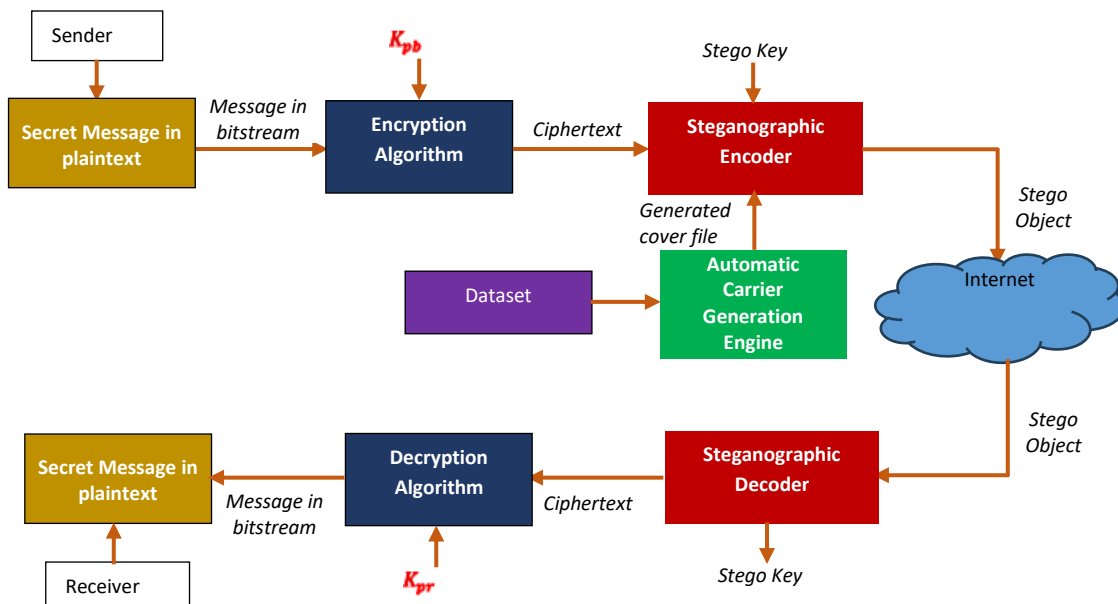 Sender
K_pb
Stego Key
Secret Message in
plaintext
Message in
bitstream
Encryption
Algorithm
Ciphertext
Steganographic
Encoder
Stego
Object
Generated
cover file
Dataset
Automatic
Carrier
Generation
Engine
Internet
Stego
Object
Secret Message in
plaintext
Message in
bitstream
Decryption
Algorithm
Ciphertext
Steganographic
Decoder
Receiver
K_pr
Stego Key